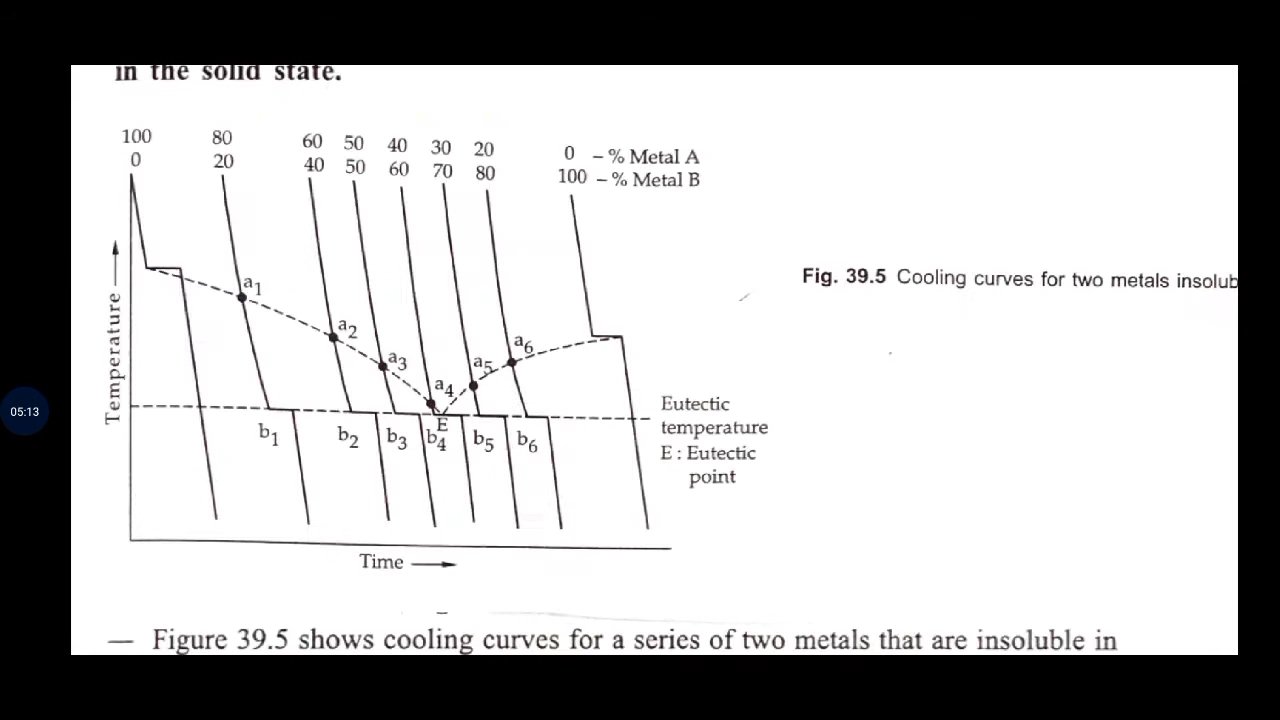 in the solid state.
100 80 60 50 40 30 20 0 – % Metal A
0 20 40 50 60 70 80 100 – % Metal B
a1
a2
a3
a4
a5
a6
Fig. 39.5 Cooling curves for two metals insolub
Temperature
05:13
E
b1 b2 b3 b4 b5 b6
Eutectic
temperature
E : Eutectic
point
Time
— Figure 39.5 shows cooling curves for a series of two metals that are insoluble in